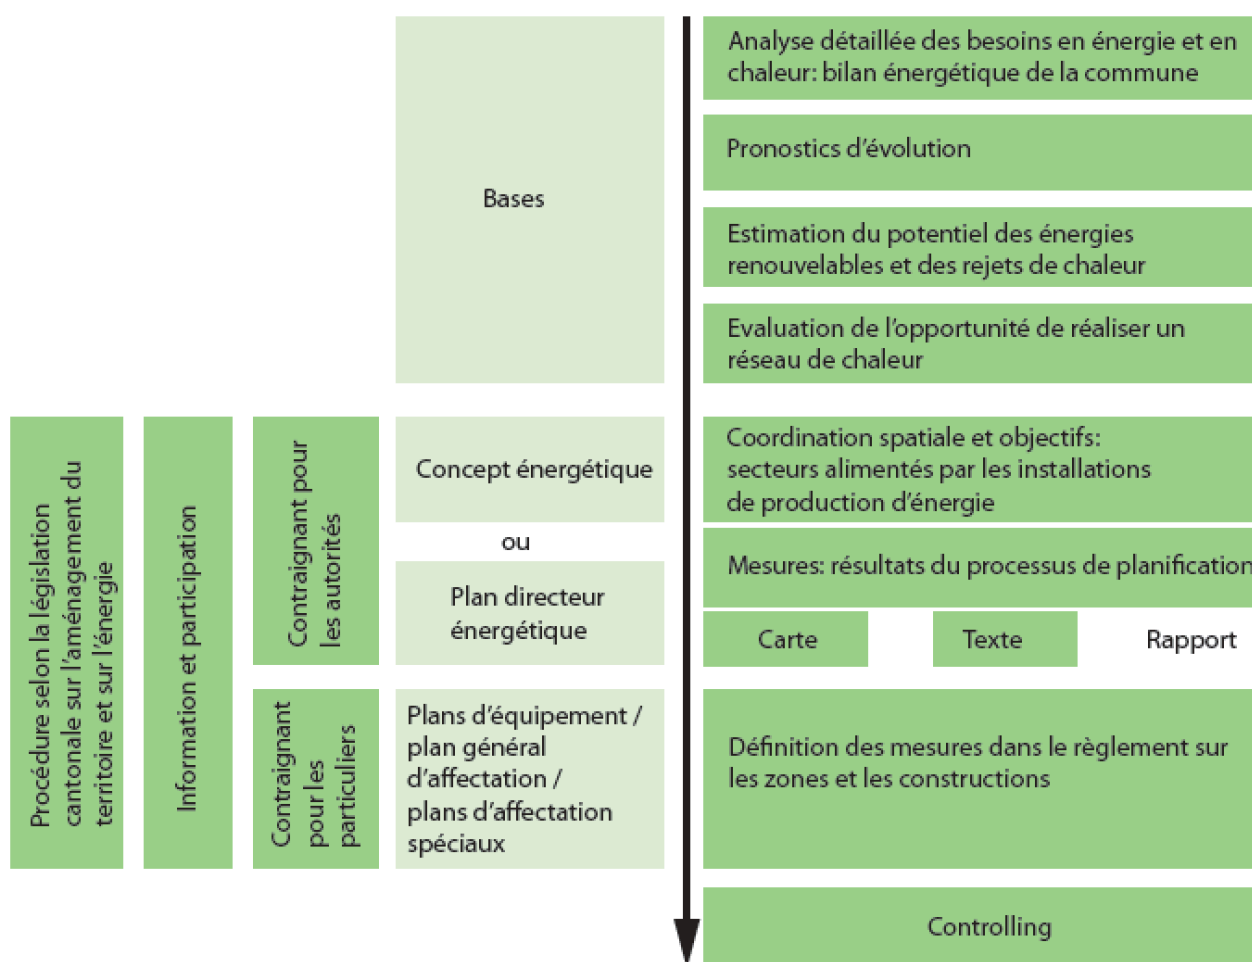 Analyse détaillée des besoins en énergie et en
chaleur: bilan énergétique de la commune
Pronostics d’évolution
Bases
Estimation du potentiel des énergies
renouvelables et des rejets de chaleur
Evaluation de l’opportunité de réaliser un
réseau de chaleur
Procédure selon la législation
cantonale sur l’aménagement du
territoire et sur l’énergie
Information et participation
Contraignant pour
les autorités
Concept énergétique
ou
Plan directeur
énergétique
Coordination spatiale et objectifs:
secteurs alimentés par les installations
de production d’énergie
Mesures: résultats du processus de planification
Carte
Texte
Rapport
Contraignant
pour les
particuliers
Plans d’équipement /
plan général
d’affectation /
plans d’affectation
spéciaux
Définition des mesures dans le règlement sur
les zones et les constructions
Controlling